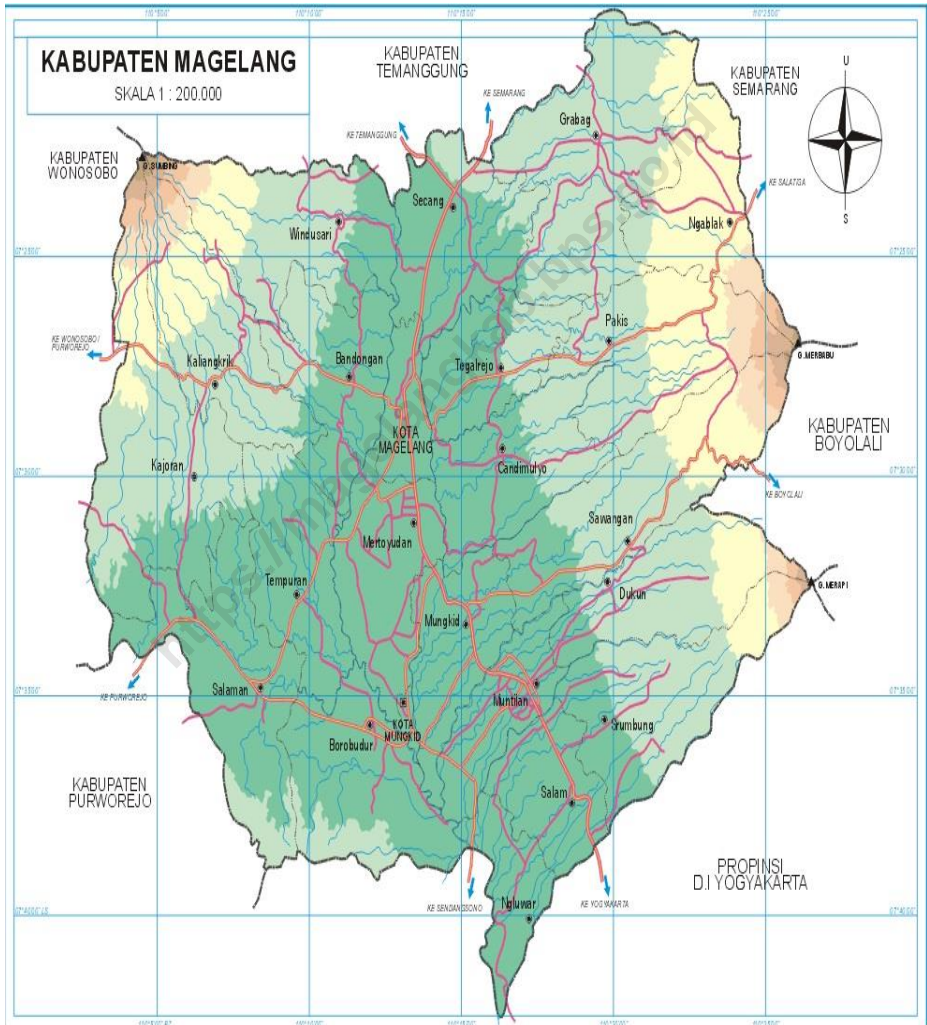 KABUPATEN MAGELANG
SKALA 1 : 200.000
KABUPATEN
TEMANGGUNG
KABUPATEN
SEMARANG
KABUPATEN
WONOSOBO
G.SUMBING
KE TEMANGGUNG
KE SEMARANG
Grabag
U
S
KE SALATIGA
Secang
Windusari
Ngablak
Pakis
KE WONOSOBO/
PURWOREJO
Kaliangkrik
Bandongan
Tegalrejo
G.MERBABU
KOTA
MAGELANG
KABUPATEN
BOYOLALI
Kajoran
Candimulyo
KE BOYOLALI
Sawangan
Mertoyudan
Tempuran
Dukun
G.MERAPI
Mungkid
KE PURWOREJO
Salaman
Muntilan
Srumbung
KOTA
MUNGKID
Borobudur
KABUPATEN
PURWOREJO
Salam
PROPINSI
D.I YOGYAKARTA
KE SENDANGSONO
KE YOGYAKARTA
Ngluwar